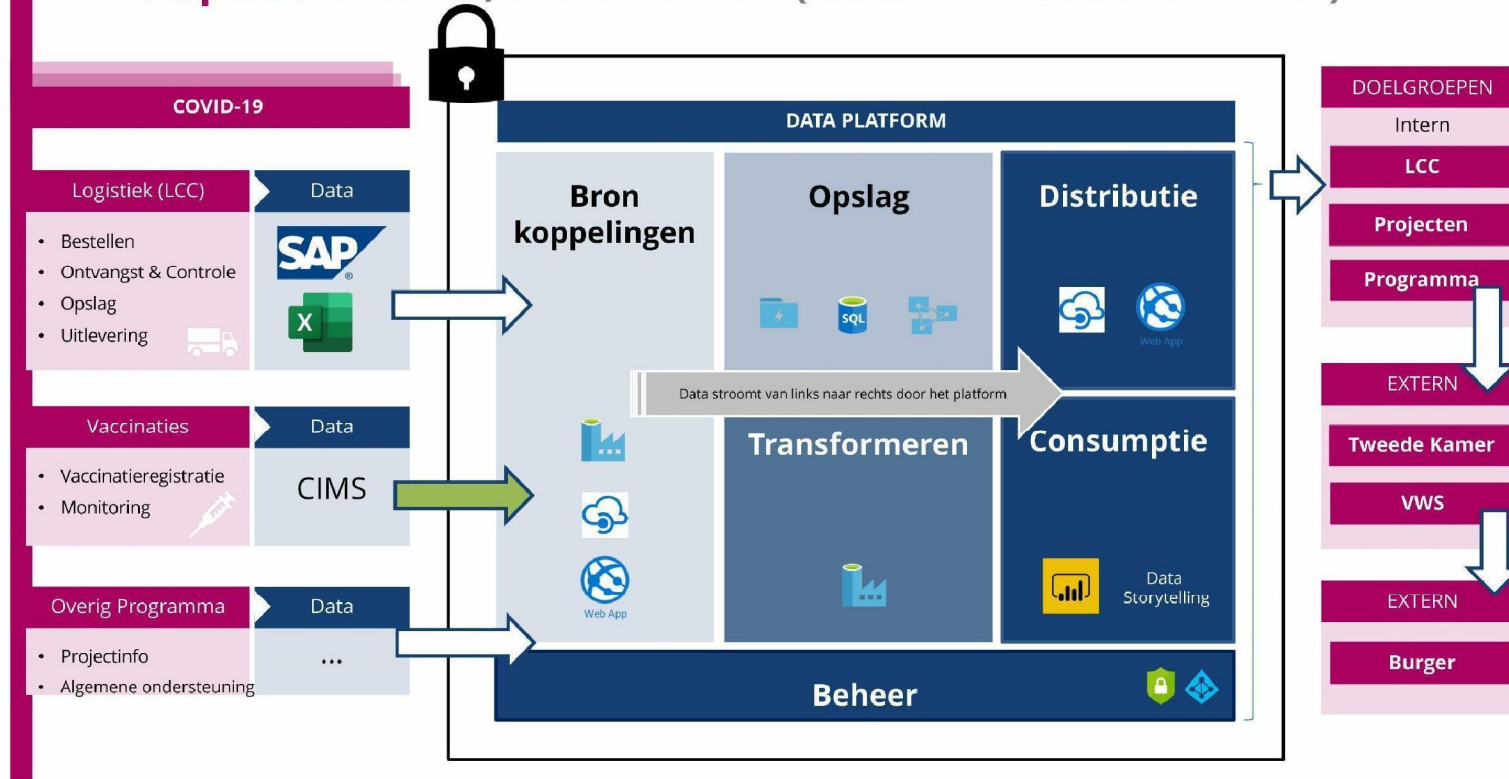 COVID-19
Logistiek (LCC)
Data
• Bestellen
• Ontvangst & Controle
• Opslag
• Uitlevering
SAP
®
X
Vaccinaties
Data
• Vaccinatieregistratie
• Monitoring
CIMS
Overig Programma
Data
• Projectinfo
• Algemene ondersteuning
...
DATA PLATFORM
Bron
koppelingen
Web App
Opslag
SQL
Distributie
Web App
Data stroomt van links naar rechts door het platform
Transformeren
Consumptie
Data
Storytelling
Beheer
DOELGROEPEN
Intern
LCC
Projecten
Programma
EXTERN
Tweede Kamer
VWS
EXTERN
Burger